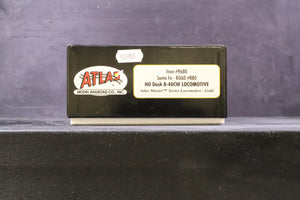 ATLAS
MODEL RAILROAD CO., INC.
Item #9680
Santa Fe - ROAD #880
HO Dash 8-40CW LOCOMOTIVE
Atlas Master™ Series Locomotive - Gold